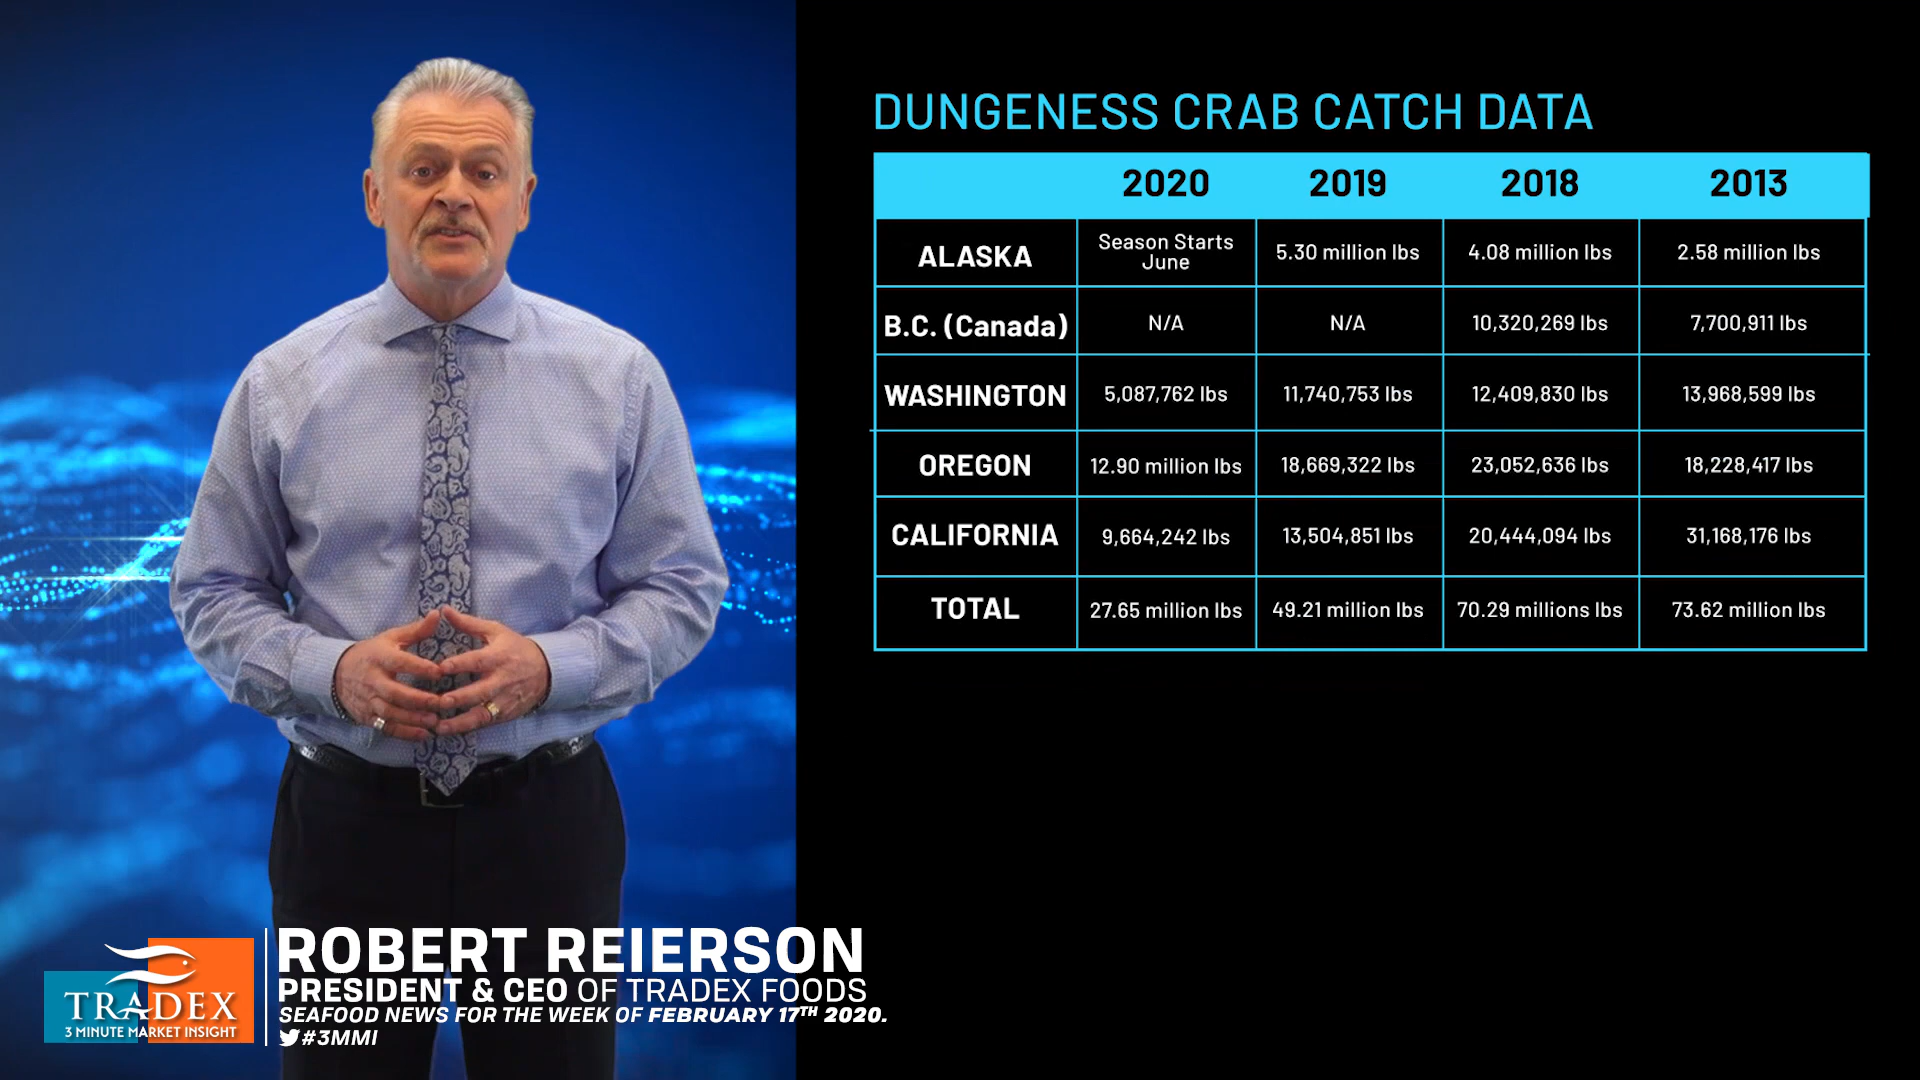 DUNGENESS CRAB CATCH DATA
2020 2019 2018 2013
ALASKA Season Starts June 5.30 million lbs 4.08 million lbs 2.58 million lbs
B.C. (Canada) N/A N/A 10,320,269 lbs 7,700,911 lbs
WASHINGTON 5,087,762 lbs 11,740,753 lbs 12,409,830 lbs 13,968,599 lbs
OREGON 12.90 million lbs 18,669,322 lbs 23,052,636 lbs 18,228,417 lbs
CALIFORNIA 9,664,242 lbs 13,504,851 lbs 20,444,094 lbs 31,168,176 lbs
TOTAL 27.65 million lbs 49.21 million lbs 70.29 millions lbs 73.62 million lbs
TRADEX
3 MINUTE MARKET INSIGHT
ROBERT REIERSON
PRESIDENT & CEO OF TRADEX FOODS
SEAFOOD NEWS FOR THE WEEK OF FEBRUARY 17TH 2020.
#3MMI